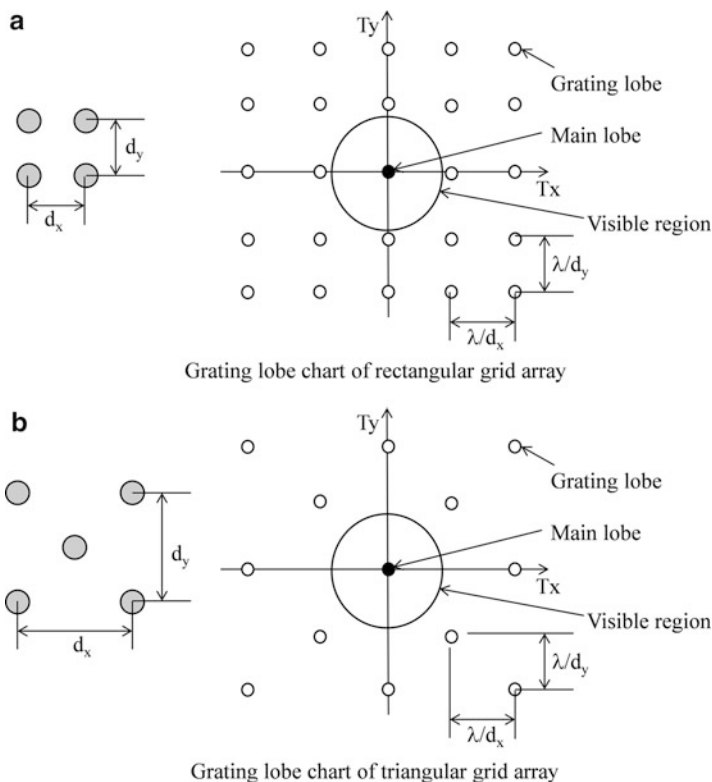 a
Ty
Grating lobe
Main lobe
Tx
Visible region
dy
dx
λ/dy
λ/dx
Grating lobe chart of rectangular grid array
b
Ty
Grating lobe
Main lobe
Tx
Visible region
dy
dx
λ/dy
λ/dx
Grating lobe chart of triangular grid array